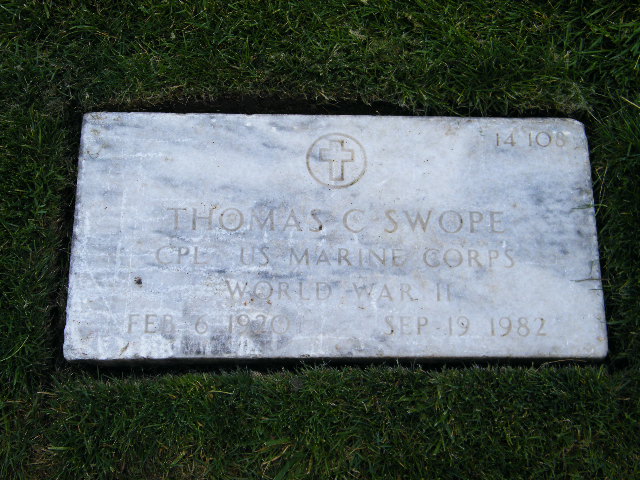 14 108
THOMAS C SWOPE
CPL US MARINE CORPS
WORLD WAR II
FEB 6 1920 SEP 19 1982